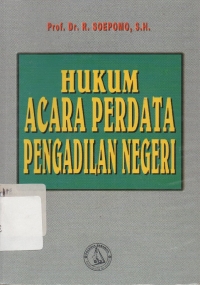 Prof. Dr. R. SOEPOMO, S.H.
HUKUM
ACARA PERDATA
PENGADILAN NEGERI